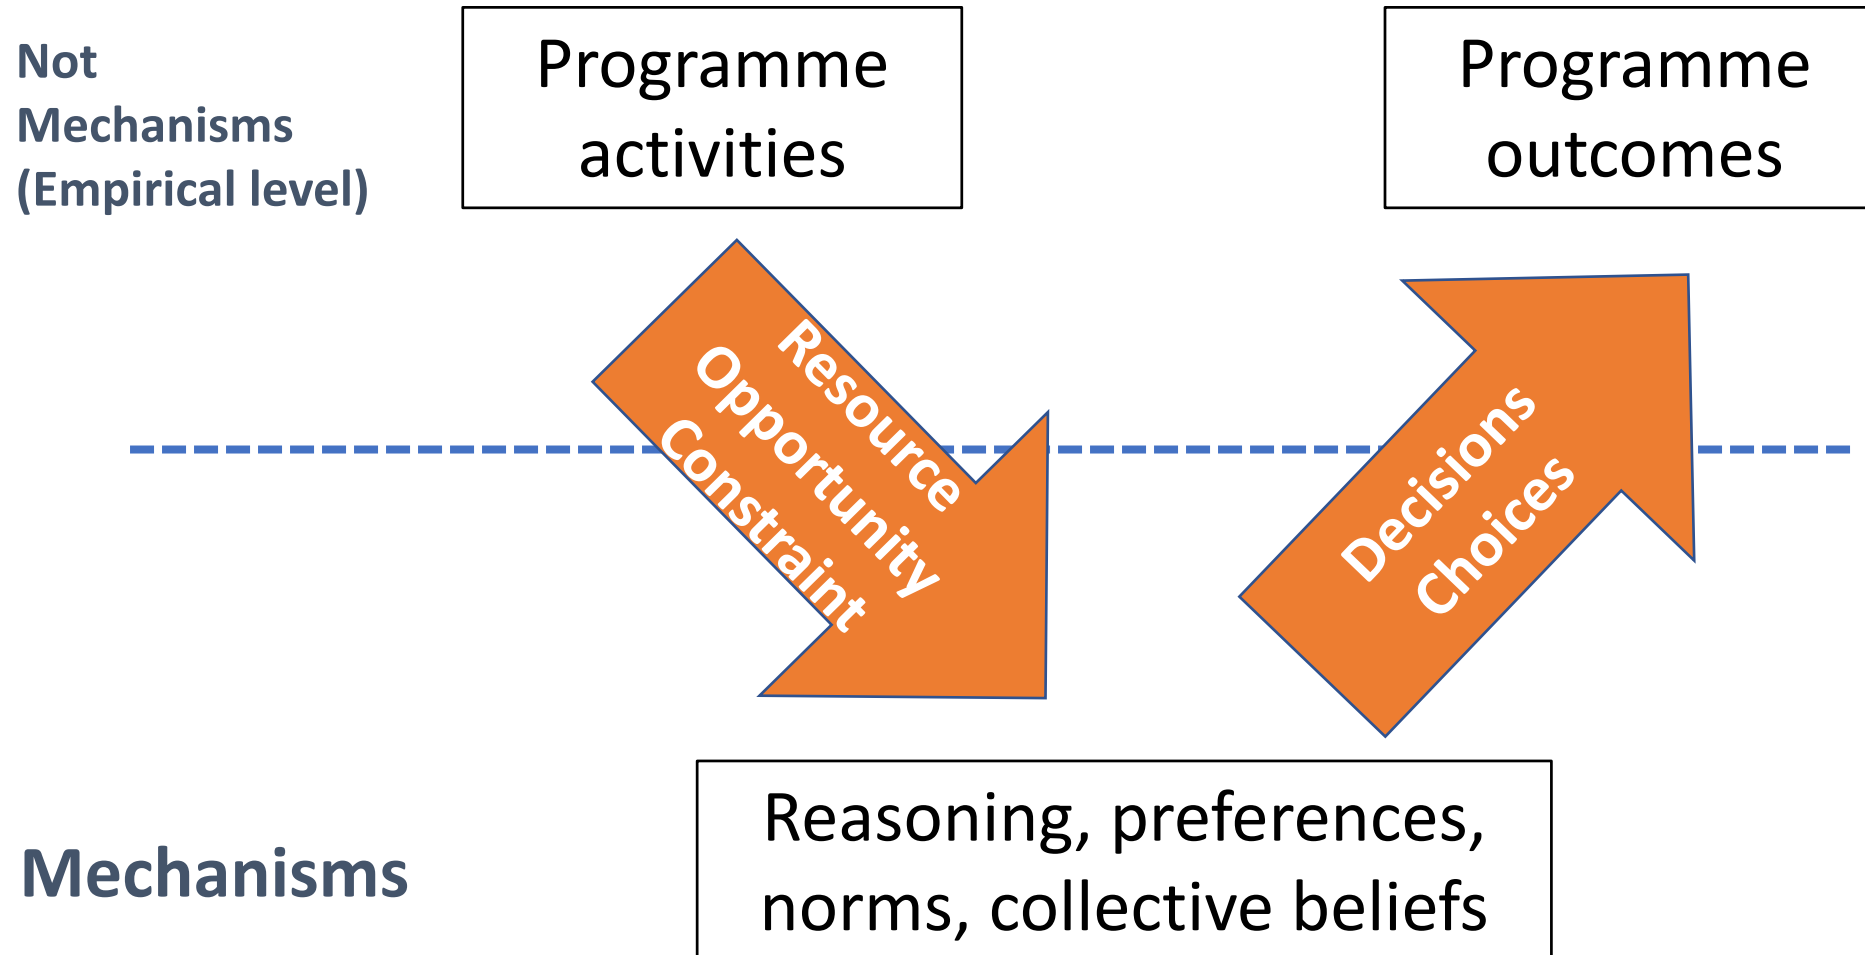 Not
Mechanisms
(Empirical level)
Programme
activities
Programme
outcomes
Resource
Opportunity
Constraint
Decisions
Choices
Mechanisms
Reasoning, preferences,
norms, collective beliefs